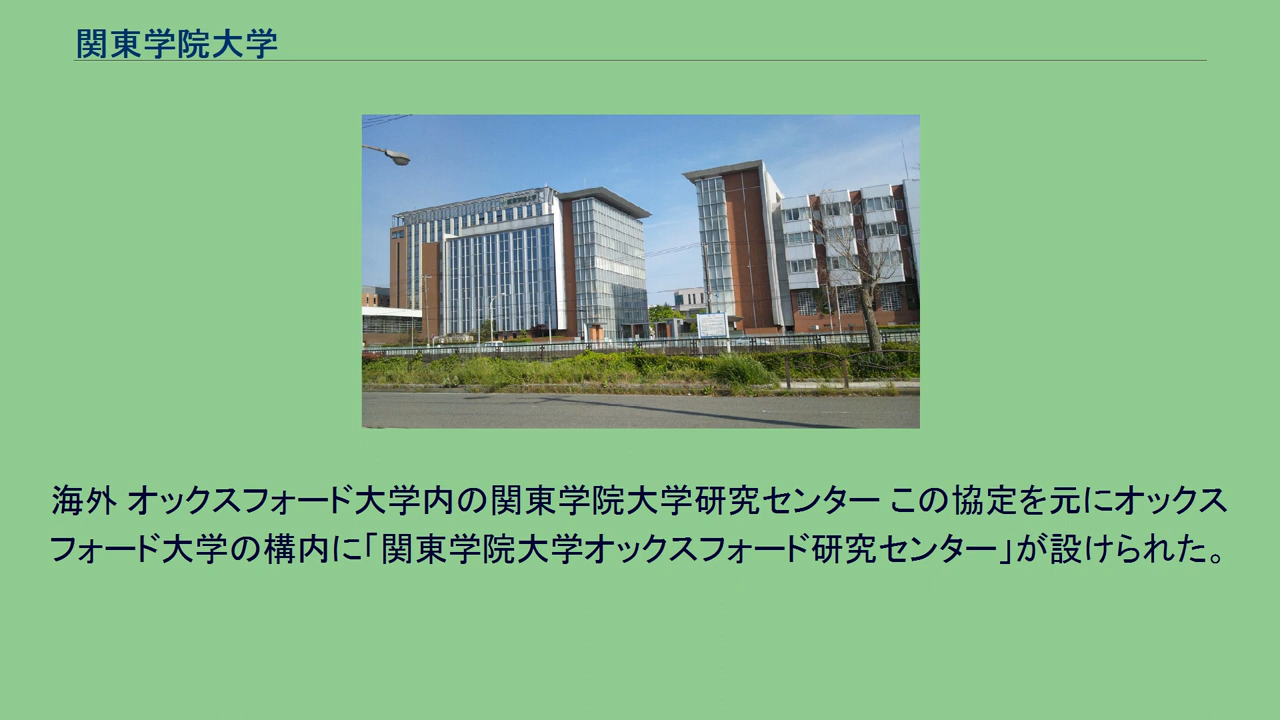 関東学院大学
海外 オックスフォード大学内の関東学院大学研究センター この協定を元にオックス
フォード大学の構内に「関東学院大学オックスフォード研究センター」が設けられた。